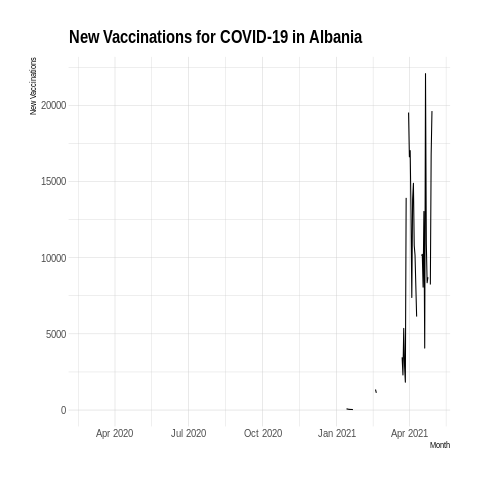 New Vaccinations for COVID-19 in Albania
New Vaccinations
20000
15000
10000
5000
0
Apr 2020 Jul 2020 Oct 2020 Jan 2021 Apr 2021
Month